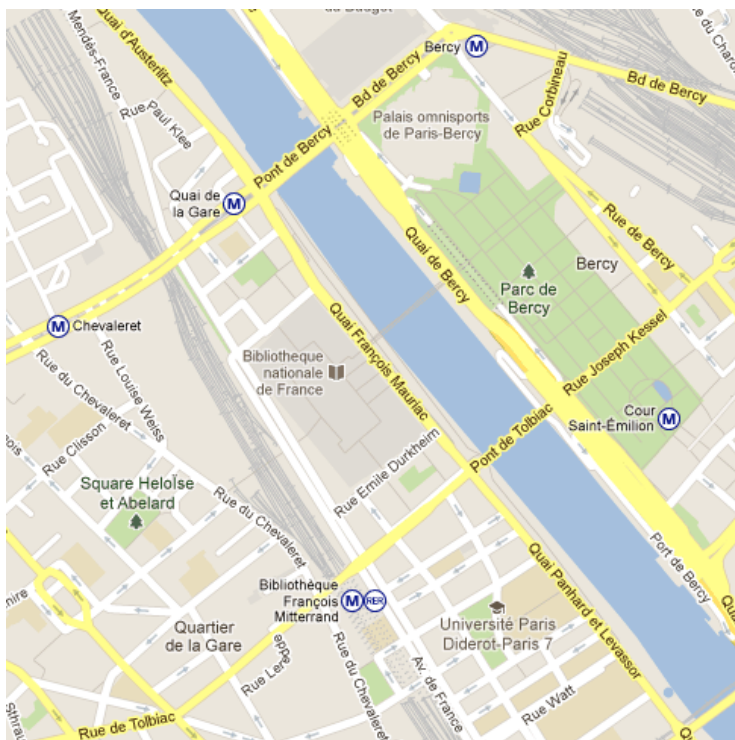 Quai d'Austerlitz
Mendès-France
Rue Paul Klee
Bercy
M
Bd de Bercy
Bd de Bercy
Rue Corbineau
Palais omnisports
de Paris-Bercy
Pont de Bercy
Quai de
la Gare
M
Rue de Bercy
Quai de Bercy
Bercy
Parc de
Bercy
M
Chevaleret
Quai François Mauriac
Rue Joseph Kessel
Bibliotheque
nationale
de France
Rue Louise Weiss
Rue du Chevaleret
Cour
Saint-Émilion
M
Pont de Tolbiac
Rue Clisson
Rue Emile Durkheim
Square Heloïse
et Abelard
Rue du Chevaleret
Port de Bercy
Quai Panhard et Levassor
Bibliothèque
François
Mitterrand
M
RER
Université Paris
Diderot-Paris 7
Quartier
de la Gare
Rue Lere
Rue du Chevaleret
Av. de France
Rue Watt
Rue de Tolbiac